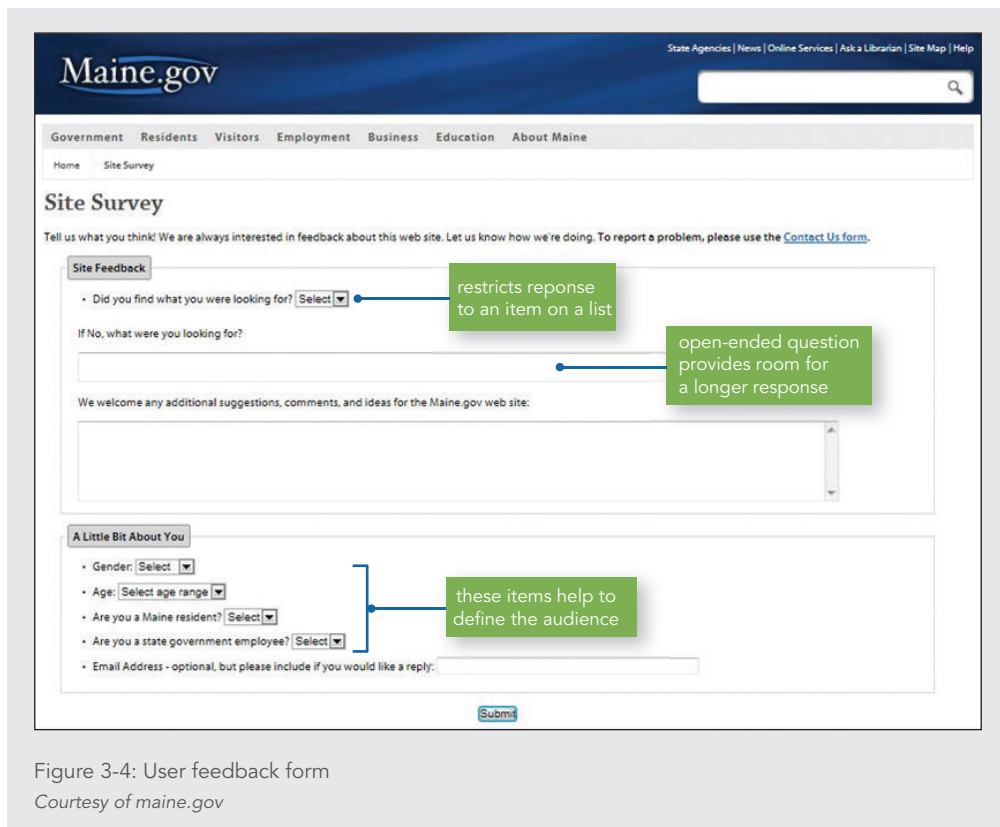 State Agencies | News | Online Services | Ask a Librarian | Site Map | Help
Maine.gov
Government Residents Visitors Employment Business Education About Maine
Home Site Survey
Site Survey
Tell us what you think! We are always interested in feedback about this web site. Let us know how we're doing. To report a problem, please use the Contact Us form.
Site Feedback
• Did you find what you were looking for? Select
restricts reponse
to an item on a list
If No, what were you looking for?
open-ended question
provides room for
a longer response
We welcome any additional suggestions, comments, and ideas for the Maine.gov web site:
A Little Bit About You
• Gender: Select
• Age: Select age range
• Are you a Maine resident? Select
• Are you a state government employee? Select
these items help to
define the audience
• Email Address - optional, but please include if you would like a reply:
Submit
Figure 3-4: User feedback form
Courtesy of maine.gov